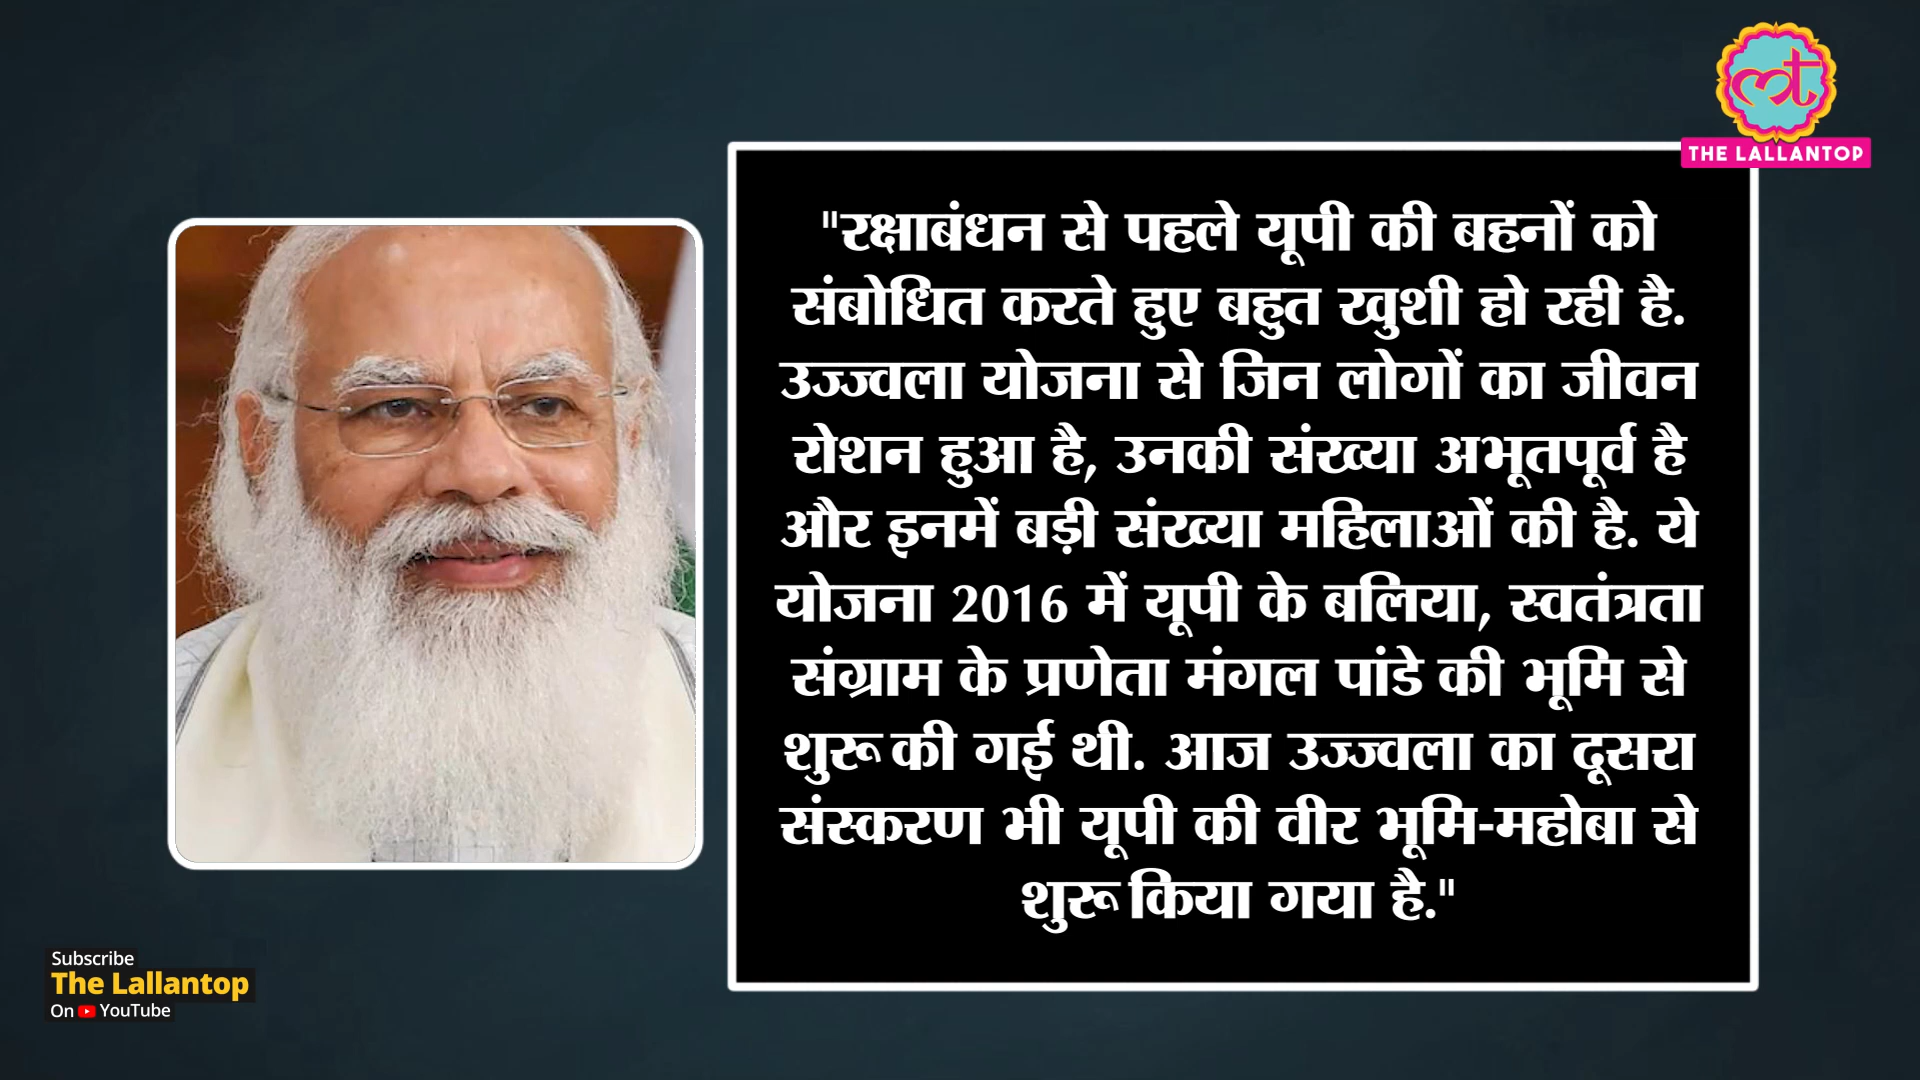 THE LALLANTOP
"रक्षाबंधन से पहले यूपी की बहनों को
संबोधित करते हुए बहुत खुशी हो रही है.
उज्ज्वला योजना से जिन लोगों का जीवन
रोशन हुआ है, उनकी संख्या अभूतपूर्व है
और इनमें बड़ी संख्या महिलाओं की है. ये
योजना 2016 में यूपी के बलिया, स्वतंत्रता
संग्राम के प्रणेता मंगल पांडे की भूमि से
शुरू की गई थी. आज उज्ज्वला का दूसरा
संस्करण भी यूपी की वीर भूमि-महोबा से
शुरू किया गया है."
Subscribe
The Lallantop
On YouTube